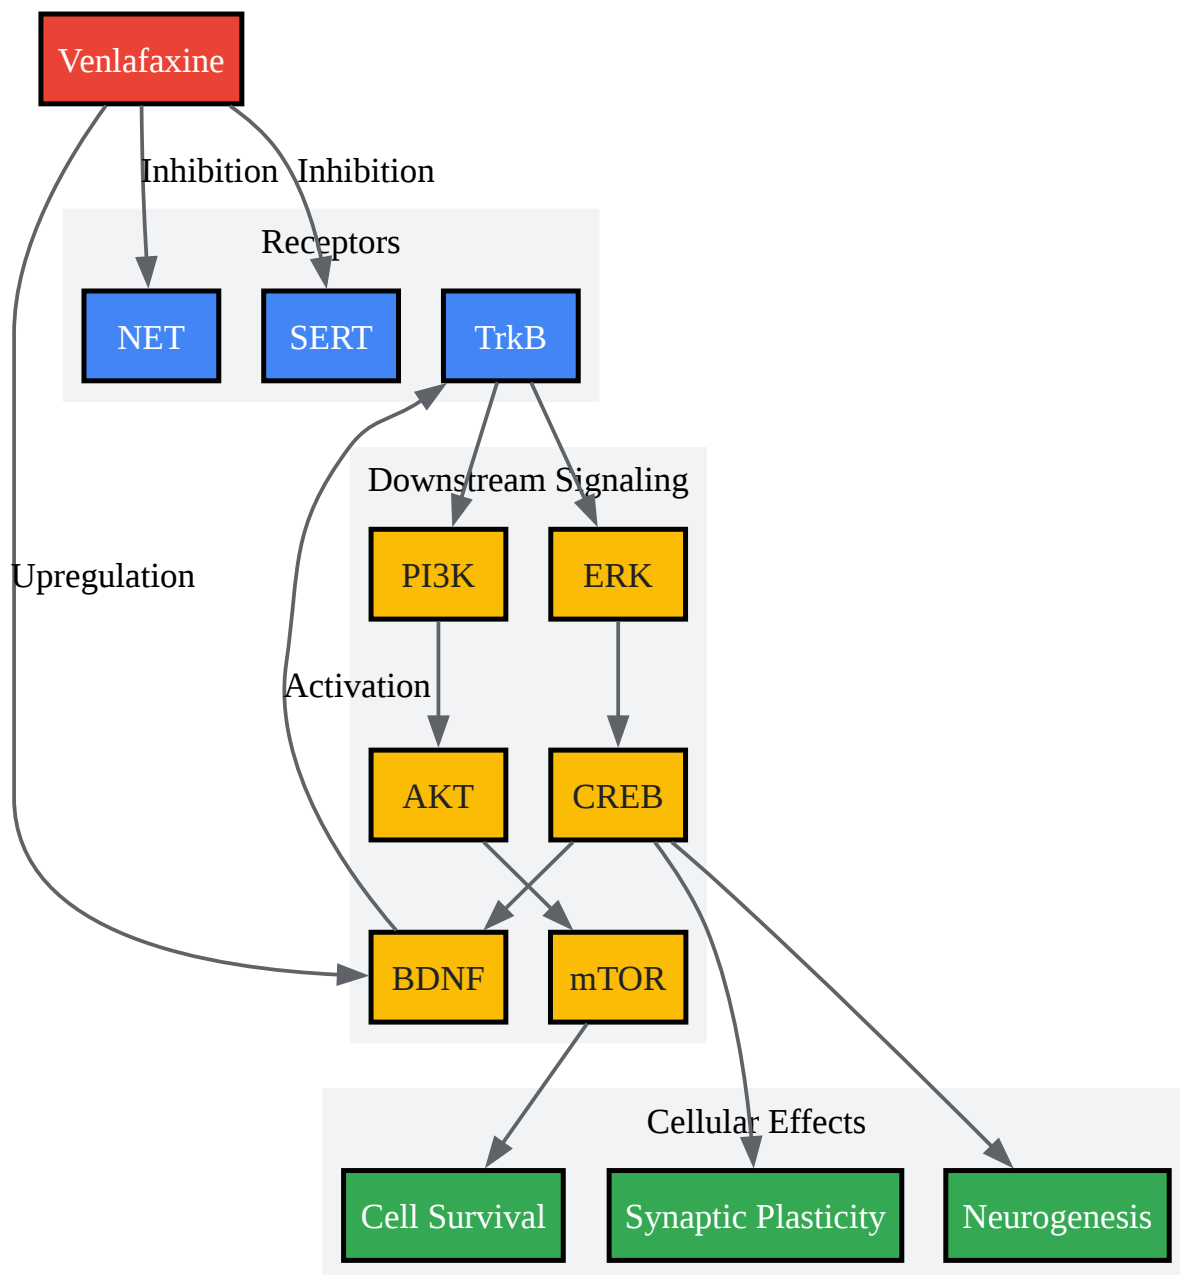 Venlafaxine
Inhibition
Inhibition
Receptors
NET
SERT
TrkB
Downstream Signaling
PI3K
ERK
Upregulation
Activation
AKT
CREB
BDNF
mTOR
Cellular Effects
Cell Survival
Synaptic Plasticity
Neurogenesis